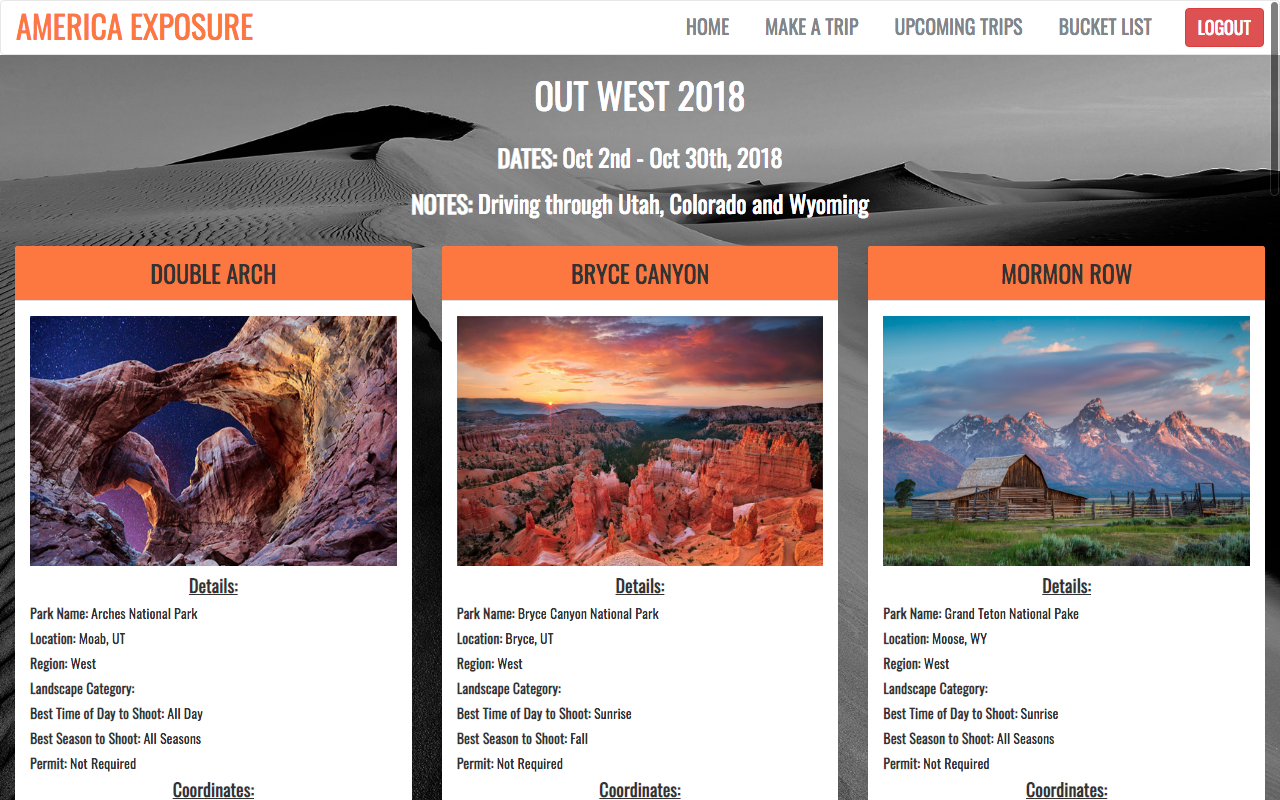 AMERICA EXPOSURE
HOME MAKE A TRIP UPCOMING TRIPS BUCKET LIST LOGOUT
OUT WEST 2018
DATES: Oct 2nd - Oct 30th, 2018
NOTES: Driving through Utah, Colorado and Wyoming
DOUBLE ARCH
Details:
Park Name: Arches National Park
Location: Moab, UT
Region: West
Landscape Category:
Best Time of Day to Shoot: All Day
Best Season to Shoot: All Seasons
Permit: Not Required
Coordinates:
BRYCE CANYON
Details:
Park Name: Bryce Canyon National Park
Location: Bryce, UT
Region: West
Landscape Category:
Best Time of Day to Shoot: Sunrise
Best Season to Shoot: Fall
Permit: Not Required
Coordinates:
MORMON ROW
Details:
Park Name: Grand Teton National Pake
Location: Moose, WY
Region: West
Landscape Category:
Best Time of Day to Shoot: Sunrise
Best Season to Shoot: All Seasons
Permit: Not Required
Coordinates: